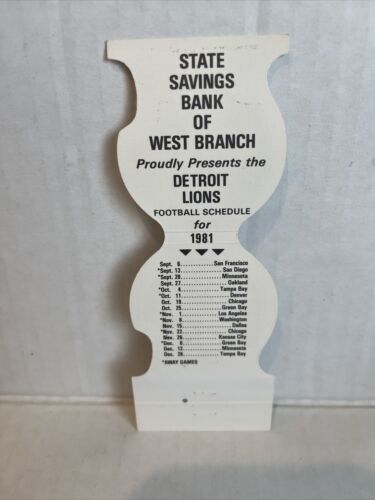 STATE
SAVINGS
BANK
OF
WEST BRANCH
Proudly Presents the
DETROIT
LIONS
FOOTBALL SCHEDULE
for
1981
Sept. 6............San Francisco
*Sept. 13............San Diego
*Sept. 20............Minnesota
Sept. 27............Oakland
*Oct. 4............Tampa Bay
*Oct. 11............Denver
Oct. 19............Chicago
Oct. 25............Green Bay
*Nov. 1............Los Angeles
*Nov. 8............Washington
Nov. 15............Dallas
*Nov. 22............Chicago
Nov. 26............Kansas City
*Dec. 6............Green Bay
Dec. 12............Minnesota
Dec. 20............Tampa Bay
*AWAY GAMES